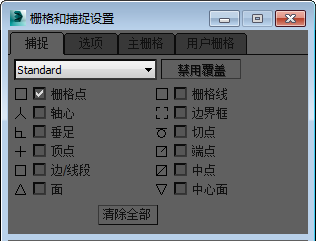 栅格和捕捉设置
捕捉 选项 主栅格 用户栅格
Standard 禁用覆盖
栅格点 栅格线
轴心 边界框
垂足 切点
顶点 端点
边/线段 中点
面 中心面
清除全部